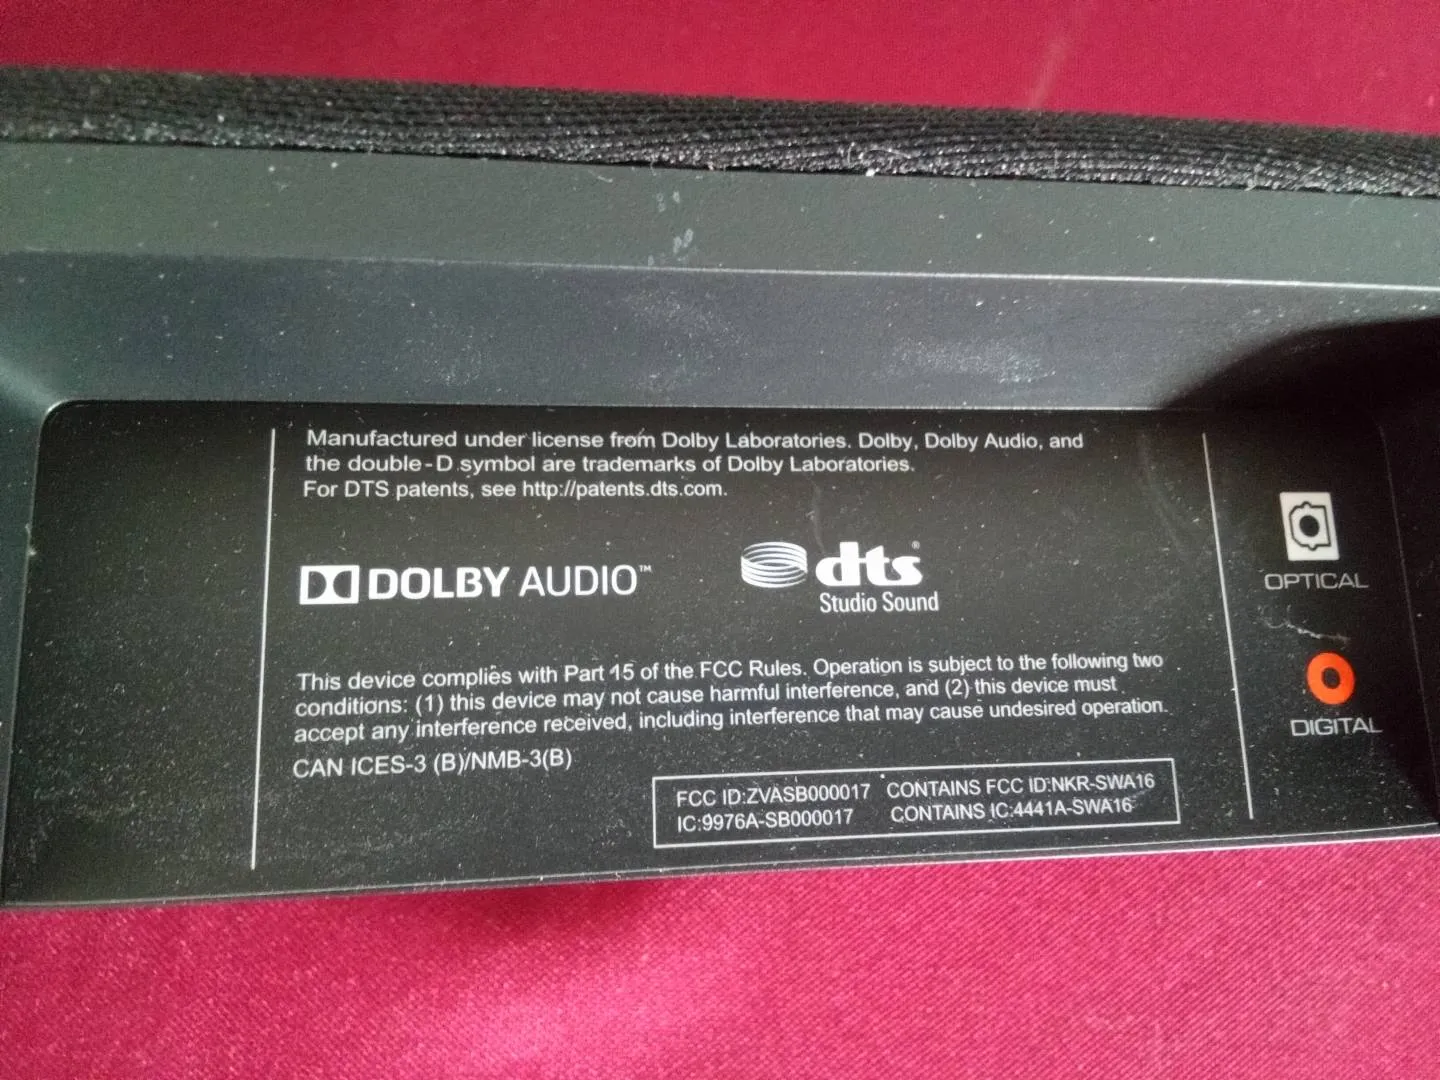 Manufactured under license from Dolby Laboratories. Dolby, Dolby Audio, and
the double-D symbol are trademarks of Dolby Laboratories.
For DTS patents, see http://patents.dts.com.
DOLBY AUDIO™
dts®
Studio Sound
This device complies with Part 15 of the FCC Rules. Operation is subject to the following two
conditions: (1) this device may not cause harmful interference, and (2) this device must
accept any interference received, including interference that may cause undesired operation.
CAN ICES-3 (B)/NMB-3(B)
FCC ID:ZVASB000017 CONTAINS FCC ID:NKR-SWA16
IC:9976A-SB000017 CONTAINS IC:4441A-SWA16
OPTICAL
DIGITAL